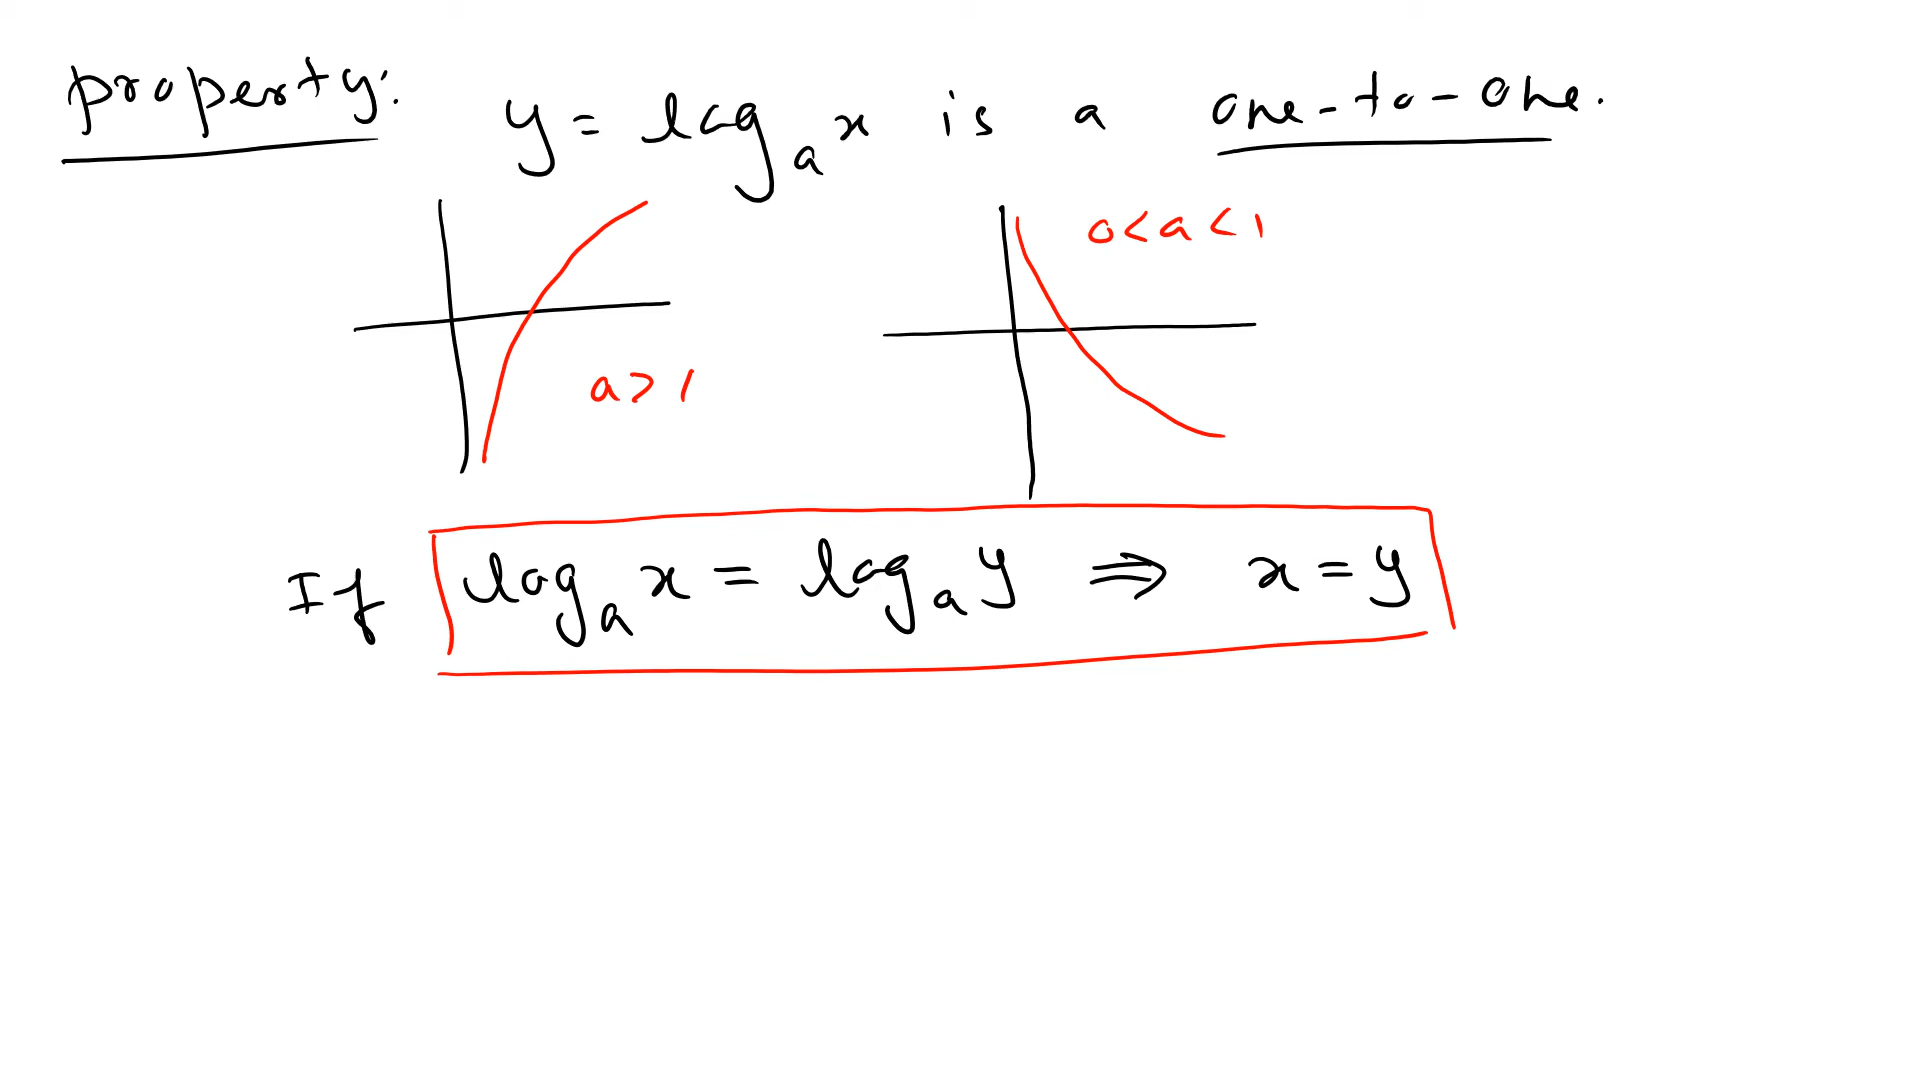 property: y = log_a x is a one-to-one.
0 < a < 1
a > 1
If log_a x = log_a y ⇒ x = y